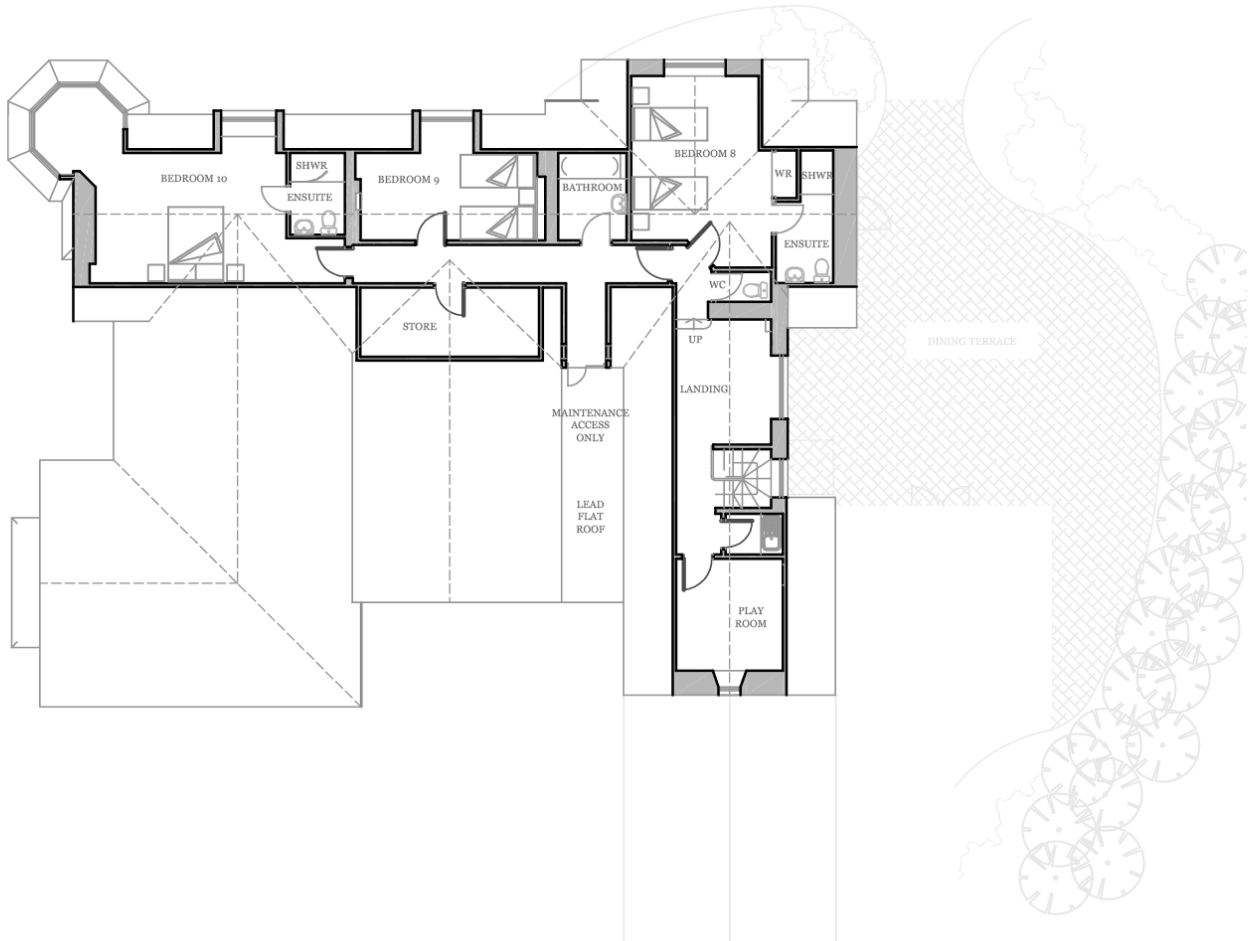 BEDROOM 10
SHWR
ENSUITE
BEDROOM 9
BATHROOM
BEDROOM 8
WR
SHWR
ENSUITE
WC
STORE
UP
DINING TERRACE
LANDING
MAINTENANCE
ACCESS
ONLY
LEAD
FLAT
ROOF
PLAY
ROOM